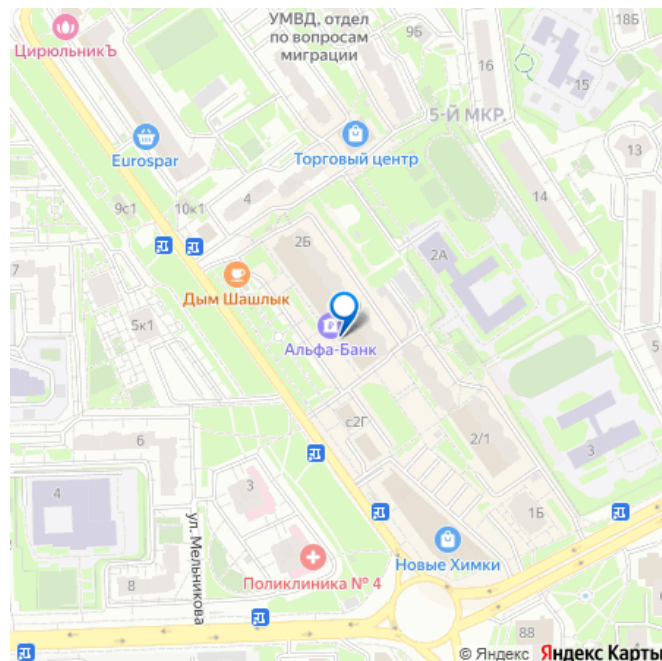 УМВД, отдел
по вопросам
миграции
9Б
18Б
ЦирюльникЪ
16
15
5-Й МКР.
Eurospar
Торговый центр
13
4
14
9с1
10к1
2Б
2А
7
Дым Шашлык
5к1
Альфа-Банк
5
с2Г
6
2/1
3
4
3
1Б
ул. Мельникова
Новые Химки
Поликлиника № 4
8
88
© Яндекс Яндекс Карты